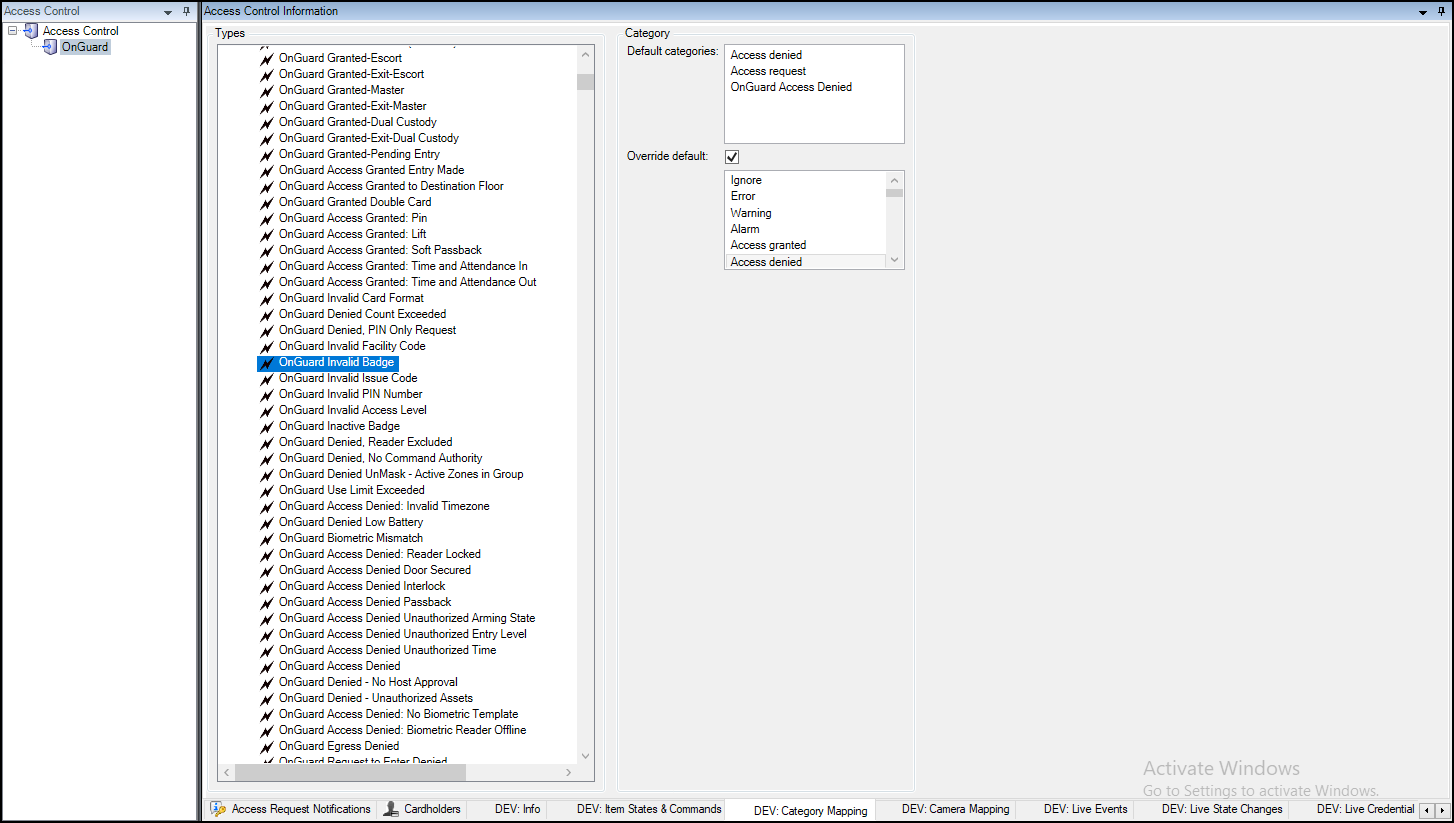 Access Control
Access Control
OnGuard
Access Control Information
Types
OnGuard Granted-Escort
OnGuard Granted-Exit-Escort
OnGuard Granted-Master
OnGuard Granted-Exit-Master
OnGuard Granted-Dual Custody
OnGuard Granted-Exit-Dual Custody
OnGuard Granted-Pending Entry
OnGuard Access Granted Entry Made
OnGuard Access Granted to Destination Floor
OnGuard Granted Double Card
OnGuard Access Granted: Pin
OnGuard Access Granted: Lift
OnGuard Access Granted: Soft Passback
OnGuard Access Granted: Time and Attendance In
OnGuard Access Granted: Time and Attendance Out
OnGuard Invalid Card Format
OnGuard Denied Count Exceeded
OnGuard Denied, PIN Only Request
OnGuard Invalid Facility Code
OnGuard Invalid Badge
OnGuard Invalid Issue Code
OnGuard Invalid PIN Number
OnGuard Invalid Access Level
OnGuard Inactive Badge
OnGuard Denied, Reader Excluded
OnGuard Denied, No Command Authority
OnGuard Denied UnMask - Active Zones in Group
OnGuard Use Limit Exceeded
OnGuard Access Denied: Invalid Timezone
OnGuard Denied Low Battery
OnGuard Biometric Mismatch
OnGuard Access Denied: Reader Locked
OnGuard Access Denied Door Secured
OnGuard Access Denied Interlock
OnGuard Access Denied Passback
OnGuard Access Denied Unauthorized Arming State
OnGuard Access Denied Unauthorized Entry Level
OnGuard Access Denied Unauthorized Time
OnGuard Access Denied
OnGuard Denied - No Host Approval
OnGuard Denied - Unauthorized Assets
OnGuard Access Denied: No Biometric Template
OnGuard Access Denied: Biometric Reader Offline
OnGuard Egress Denied
OnGuard Request to Enter Denied
Category
Default categories:
Access denied
Access request
OnGuard Access Denied
Override default:
Ignore
Error
Warning
Alarm
Access granted
Access denied
Activate Windows
Go to Settings to activate Windows.
Access Request Notifications
Cardholders
DEV: Info
DEV: Item States & Commands
DEV: Category Mapping
DEV: Camera Mapping
DEV: Live Events
DEV: Live State Changes
DEV: Live Credential